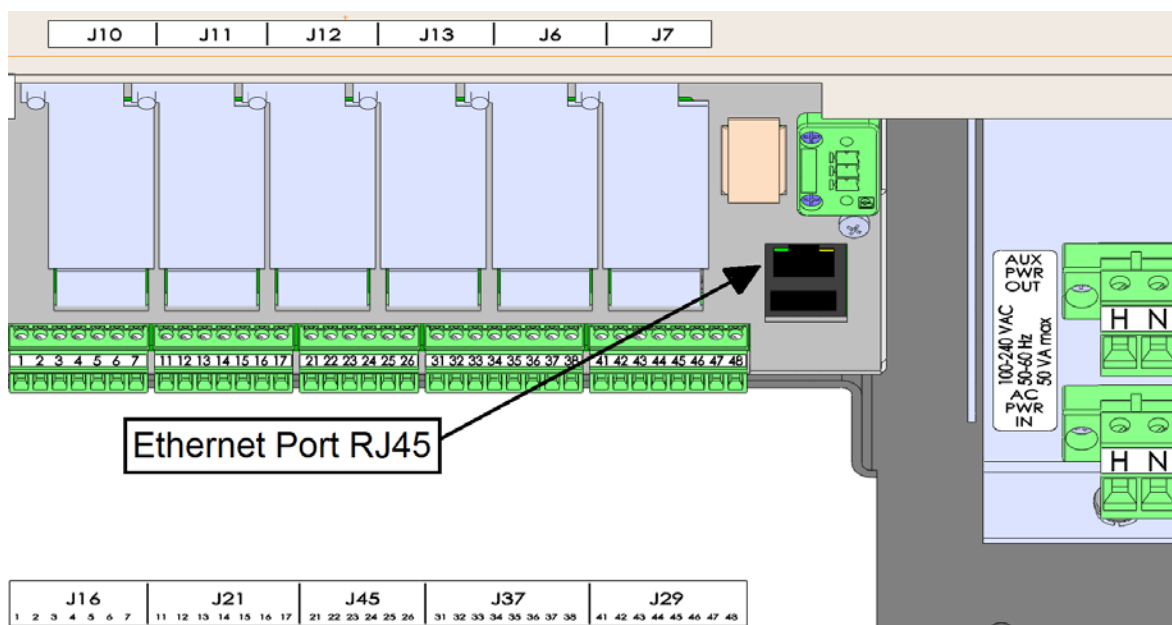 J10 J11 J12 J13 J6 J7
AUX
PWR
OUT
100-240 VAC
50-60 Hz
50 VA max
AC
PWR
IN
H N
H N
1 2 3 4 5 6 7 11 12 13 14 15 16 17 21 22 23 24 25 26 31 32 33 34 35 36 37 38 41 42 43 44 45 46 47 48
Ethernet Port RJ45
J16 J21 J45 J37 J29
1 2 3 4 5 6 7 11 12 13 14 15 16 17 21 22 23 24 25 26 31 32 33 34 35 36 37 38 41 42 43 44 45 46 47 48